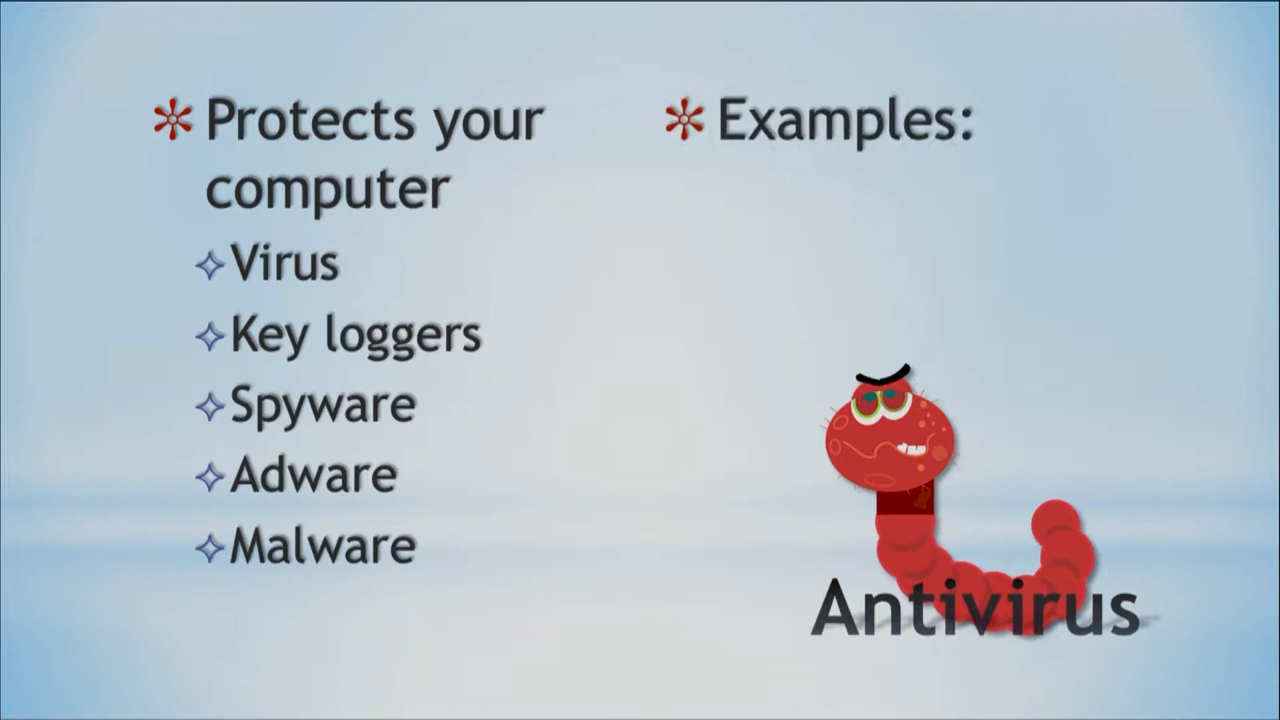 Protects your
computer
Virus
Key loggers
Spyware
Adware
Malware
Examples:
Antivirus